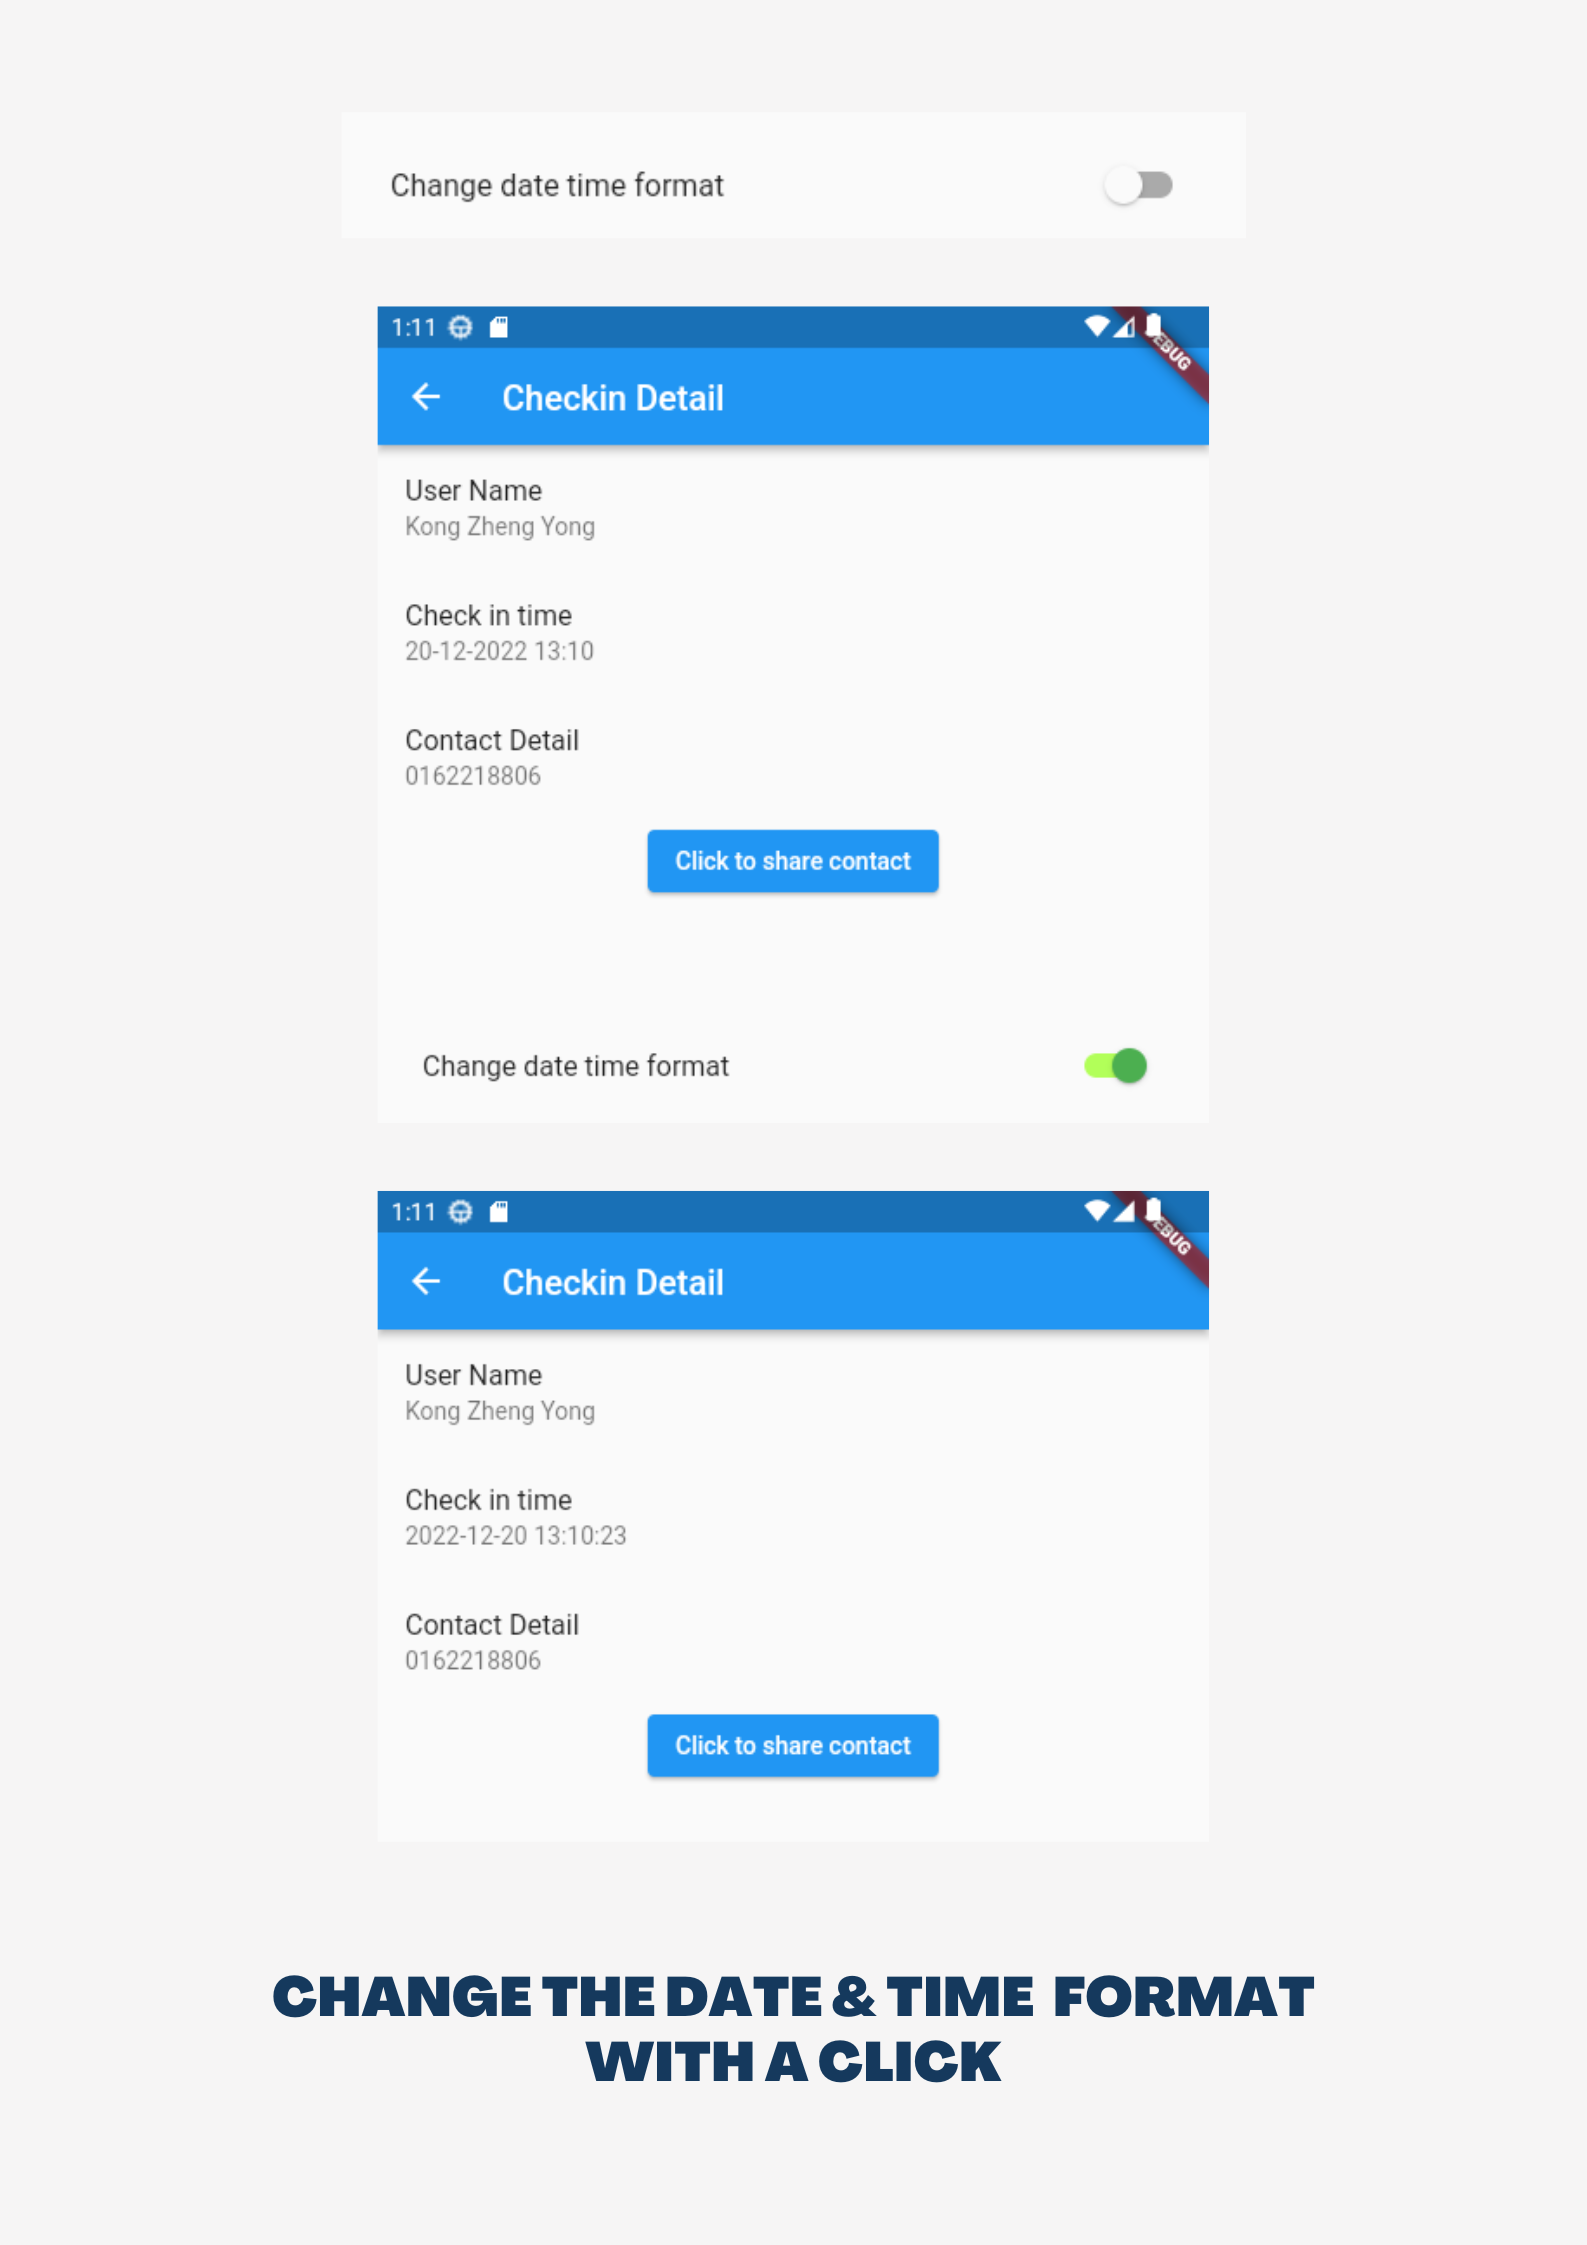 Change date time format
1:11
EBUG
Checkin Detail
User Name
Kong Zheng Yong
Check in time
20-12-2022 13:10
Contact Detail
0162218806
Click to share contact
Change date time format
1:11
EBUG
Checkin Detail
User Name
Kong Zheng Yong
Check in time
2022-12-20 13:10:23
Contact Detail
0162218806
Click to share contact
CHANGE THE DATE & TIME FORMAT
WITH A CLICK